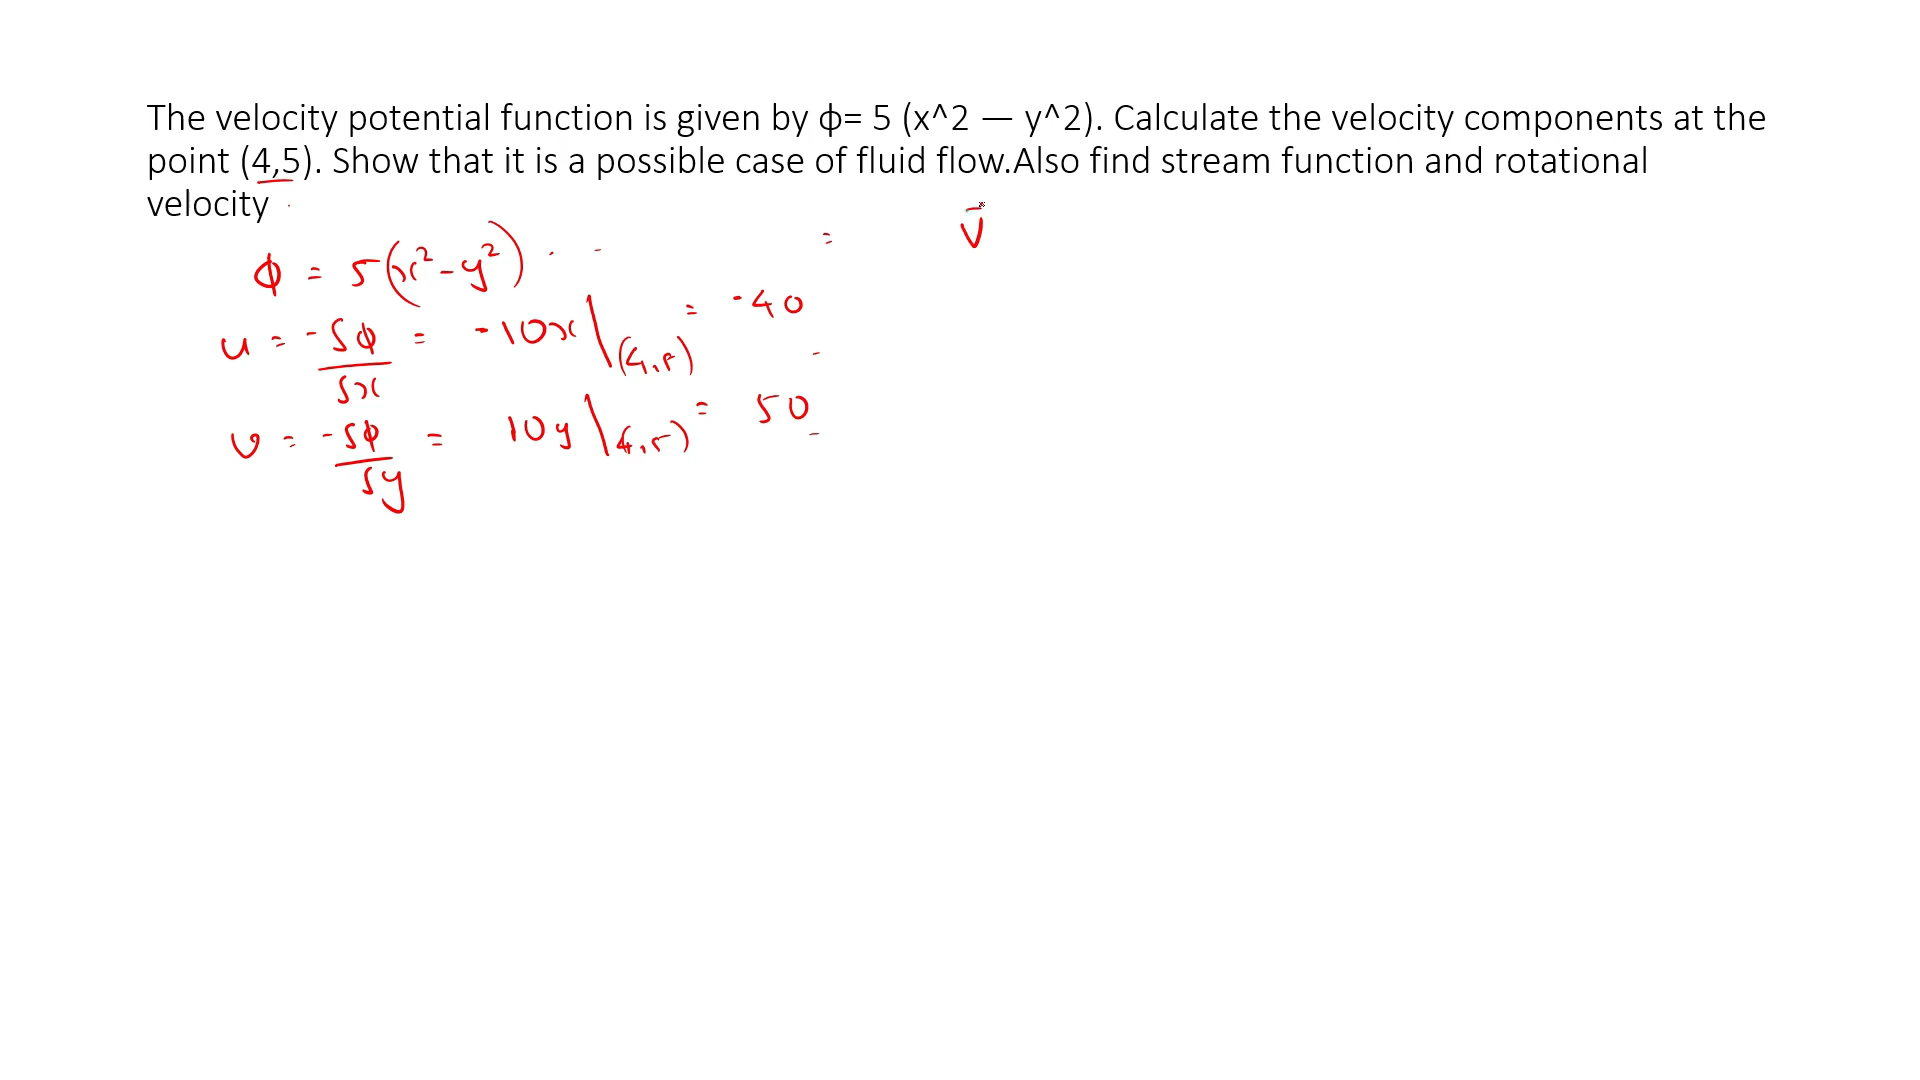 The velocity potential function is given by ϕ= 5 (x^2 — y^2). Calculate the velocity components at the
point (4,5). Show that it is a possible case of fluid flow.Also find stream function and rotational
velocity
V̄
ϕ = 5(x²-y²)
u = -δϕ/δx = -10x|(4,5) = -40
v = -δϕ/δy = 10y|(4,5) = 50